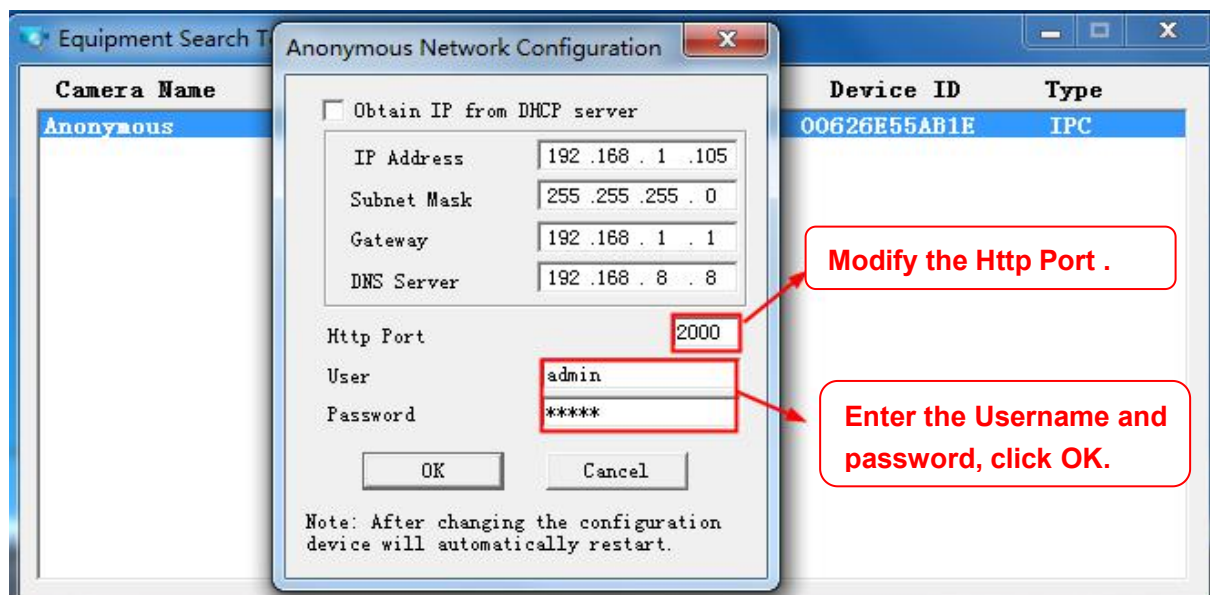 Equipment Search T
Anonymous Network Configuration
Camera Name
Device ID
Type
Anonymous
00626E55AB1E
IPC
Obtain IP from DHCP server
IP Address
192 .168 . 1 .105
Subnet Mask
255 .255 .255 . 0
Gateway
192 .168 . 1 . 1
DNS Server
192 .168 . 8 . 8
Http Port
2000
User
admin
Password
*****
OK
Cancel
Note: After changing the configuration
device will automatically restart.
Modify the Http Port .
Enter the Username and
password, click OK.